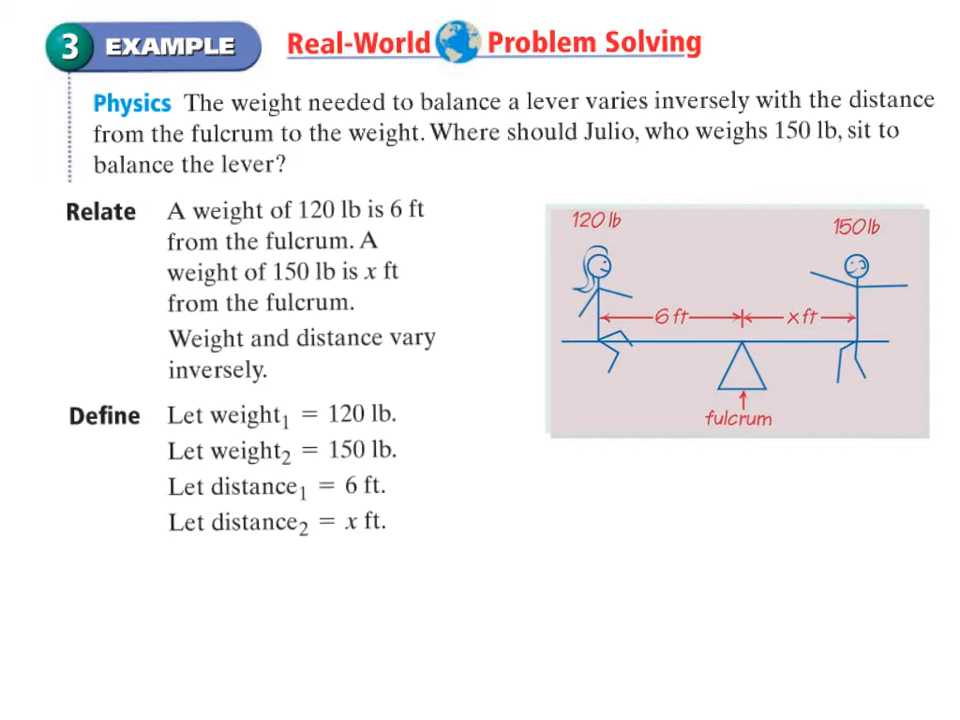 3 EXAMPLE Real-World Problem Solving
Physics The weight needed to balance a lever varies inversely with the distance
from the fulcrum to the weight. Where should Julio, who weighs 150 lb, sit to
balance the lever?
Relate A weight of 120 lb is 6 ft
from the fulcrum. A
weight of 150 lb is x ft
from the fulcrum.
Weight and distance vary
inversely.
Define Let weight₁ = 120 lb.
Let weight₂ = 150 lb.
Let distance₁ = 6 ft.
Let distance₂ = x ft.
120 lb
150 lb
6 ft x ft
fulcrum